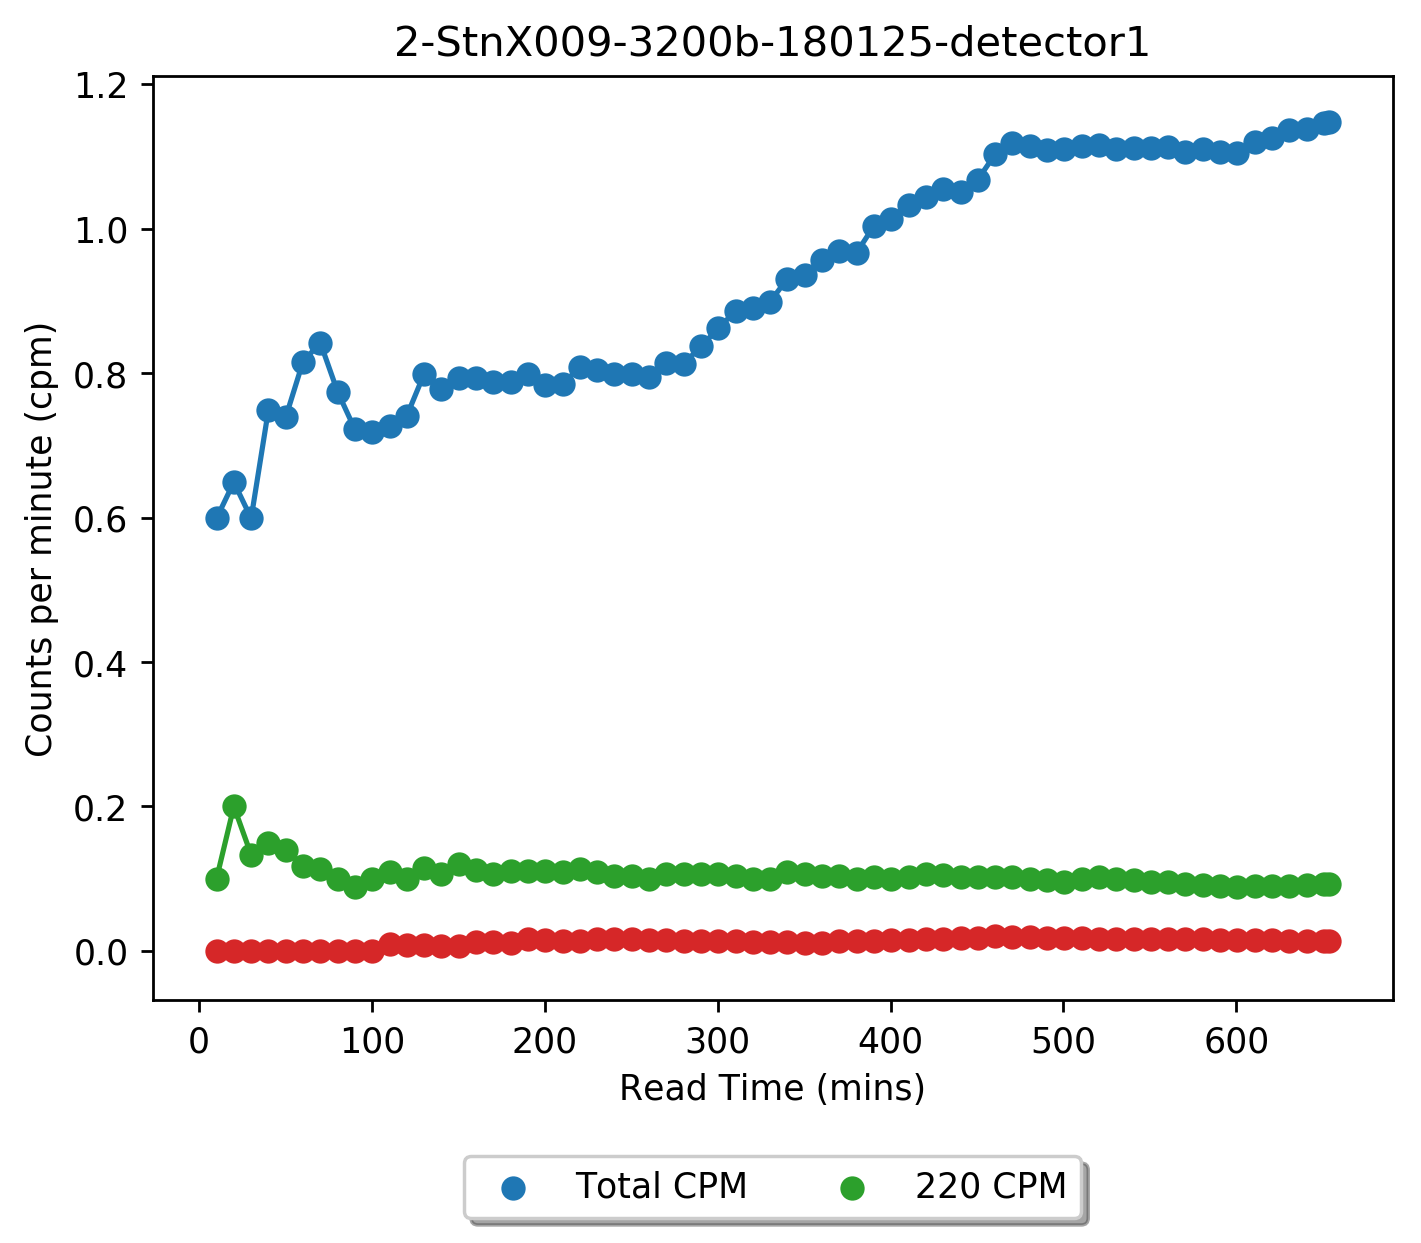 2-StnX009-3200b-180125-detector1
Counts per minute (cpm)
1.2
1.0
0.8
0.6
0.4
0.2
0.0
0 100 200 300 400 500 600
Read Time (mins)
Total CPM 220 CPM